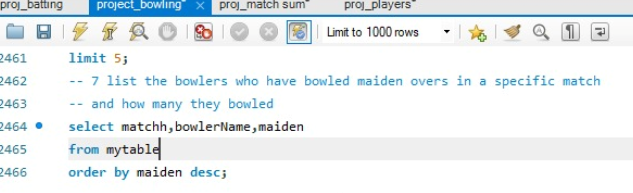 proj_batting project_bowling* × proj_match sum* proj_players*
Limit to 1000 rows
2461 limit 5;
2462 -- 7 list the bowlers who have bowled maiden overs in a specific match
2463 -- and how many they bowled
2464 select matchh,bowlerName,maiden
2465 from mytable
2466 order by maiden desc;